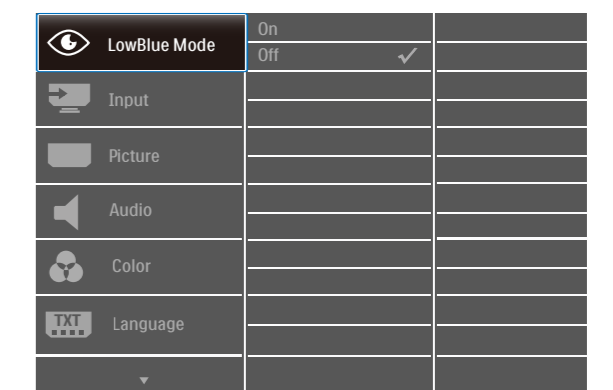 LowBlue Mode
On
Off
Input
Picture
Audio
Color
TXT
Language